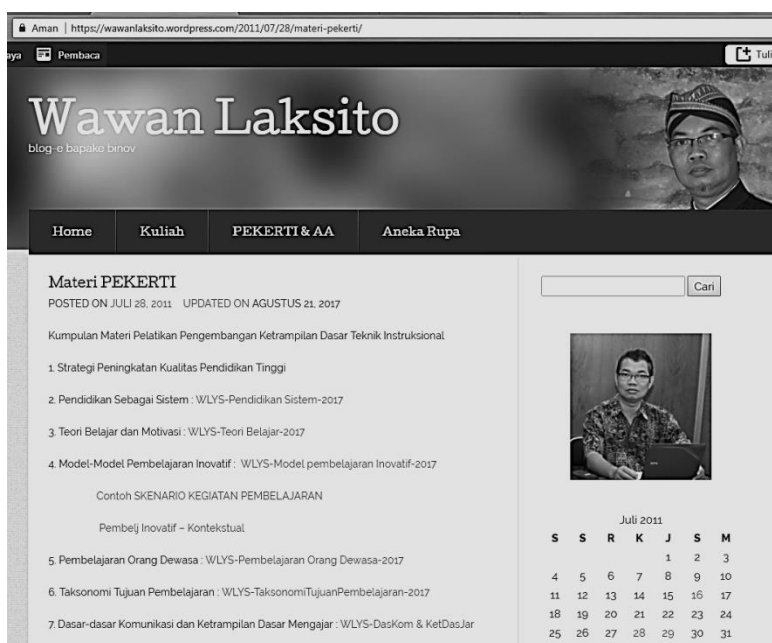 Aman | https://wawanlaksito.wordpress.com/2011/07/28/materi-pekerti/
aya Pembaca Tuli
Wawan Laksito
blog-e bapake binov
Home Kuliah PEKERTI & AA Aneka Rupa
Materi PEKERTI
POSTED ON JULI 28, 2011 UPDATED ON AGUSTUS 21, 2017
Kumpulan Materi Pelatikan Pengembangan Ketrampilan Dasar Teknik Instruksional
1. Strategi Peningkatan Kualitas Pendidikan Tinggi
2. Pendidikan Sebagai Sistem : WLYS-Pendidikan Sistem-2017
3. Teori Belajar dan Motivasi : WLYS-Teori Belajar-2017
4. Model-Model Pembelajaran Inovatif : WLYS-Model pembelajaran Inovatif-2017
Contoh SKENARIO KEGIATAN PEMBELAJARAN
Pembelj Inovatif – Kontekstual
5. Pembelajaran Orang Dewasa : WLYS-Pembelajaran Orang Dewasa-2017
6. Taksonomi Tujuan Pembelajaran : WLYS-TaksonomiTujuanPembelajaran-2017
7. Dasar-dasar Komunikasi dan Ketrampilan Dasar Mengajar : WLYS-DasKom & KetDasJar
Cari
Juli 2011
S S R K J S M
1 2 3
4 5 6 7 8 9 10
11 12 13 14 15 16 17
18 19 20 21 22 23 24
25 26 27 28 29 30 31